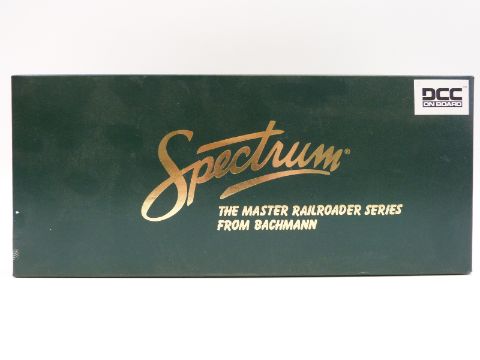 DCC
ON BOARD
Spectrum®
THE MASTER RAILROADER SERIES
FROM BACHMANN